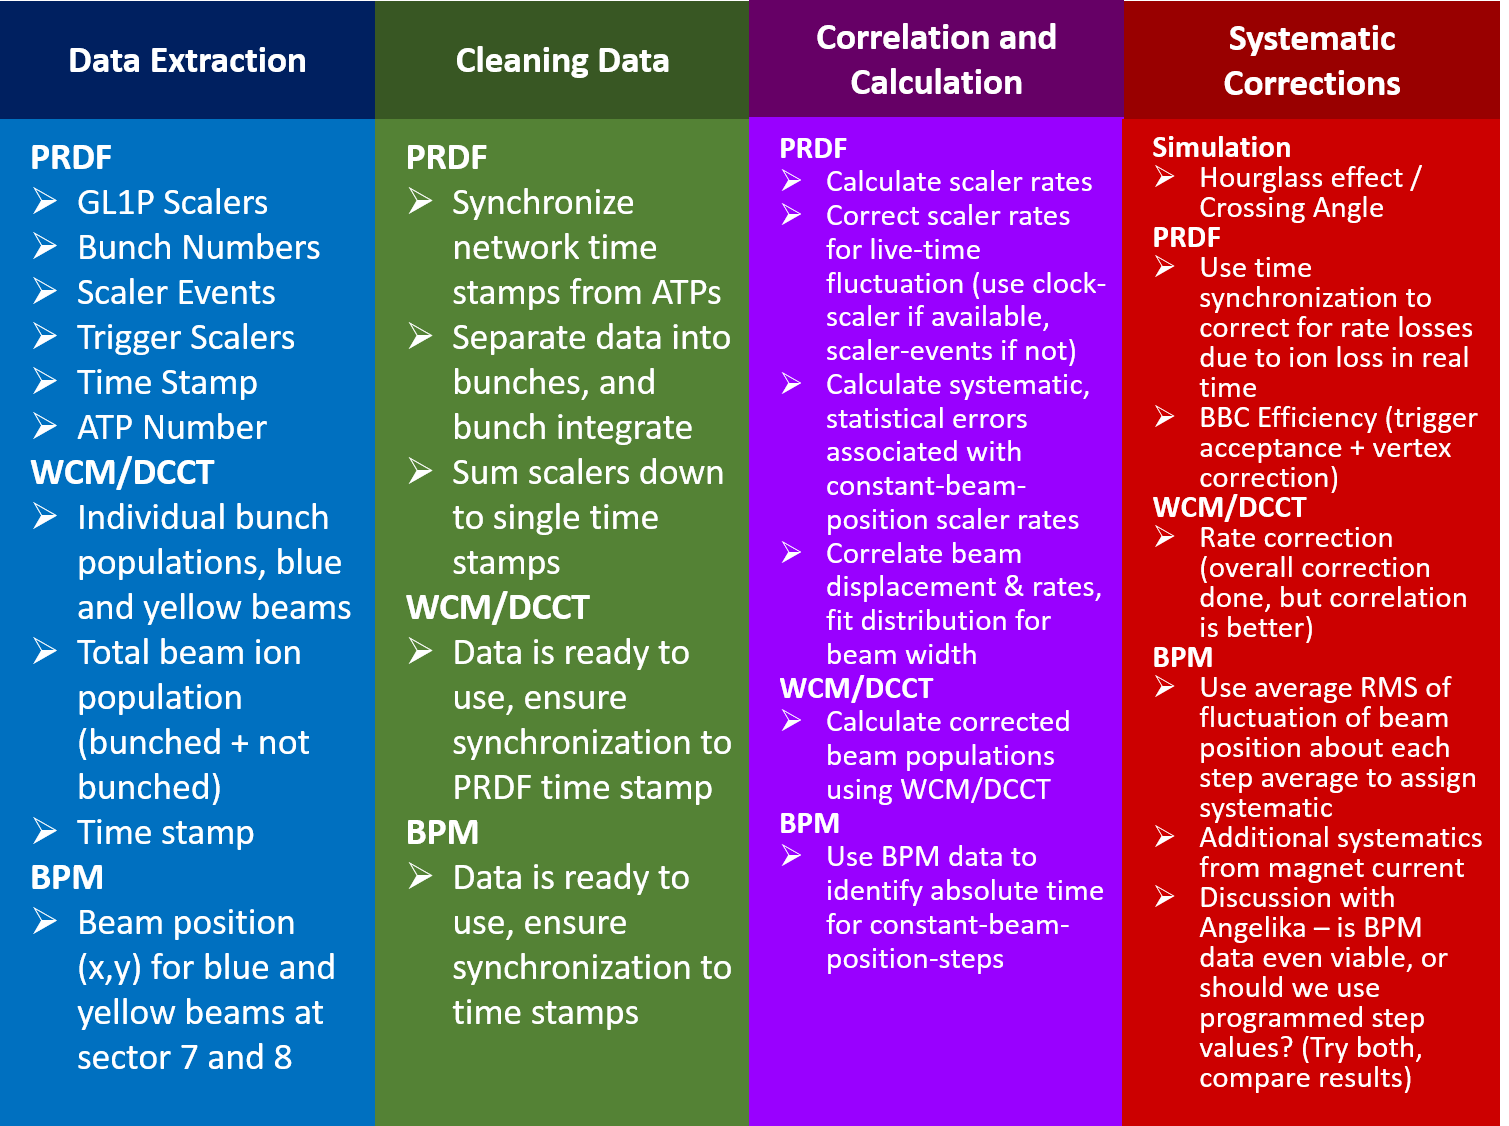 Data Extraction
PRDF
➢ GL1P Scalers
➢ Bunch Numbers
➢ Scaler Events
➢ Trigger Scalers
➢ Time Stamp
➢ ATP Number
WCM/DCCT
➢ Individual bunch
populations, blue
and yellow beams
➢ Total beam ion
population
(bunched + not
bunched)
➢ Time stamp
BPM
➢ Beam position
(x,y) for blue and
yellow beams at
sector 7 and 8
Cleaning Data
PRDF
➢ Synchronize
network time
stamps from ATPs
➢ Separate data into
bunches, and
bunch integrate
➢ Sum scalers down
to single time
stamps
WCM/DCCT
➢ Data is ready to
use, ensure
synchronization to
PRDF time stamp
BPM
➢ Data is ready to
use, ensure
synchronization to
time stamps
Correlation and
Calculation
PRDF
➢ Calculate scaler rates
➢ Correct scaler rates
for live-time
fluctuation (use clock-
scaler if available,
scaler-events if not)
➢ Calculate systematic,
statistical errors
associated with
constant-beam-
position scaler rates
➢ Correlate beam
displacement & rates,
fit distribution for
beam width
WCM/DCCT
➢ Calculate corrected
beam populations
using WCM/DCCT
BPM
➢ Use BPM data to
identify absolute time
for constant-beam-
position-steps
Systematic
Corrections
Simulation
➢ Hourglass effect /
Crossing Angle
PRDF
➢ Use time
synchronization to
correct for rate losses
due to ion loss in real
time
➢ BBC Efficiency (trigger
acceptance + vertex
correction)
WCM/DCCT
➢ Rate correction
(overall correction
done, but correlation
is better)
BPM
➢ Use average RMS of
fluctuation of beam
position about each
step average to assign
systematic
➢ Additional systematics
from magnet current
➢ Discussion with
Angelika – is BPM
data even viable, or
should we use
programmed step
values? (Try both,
compare results)